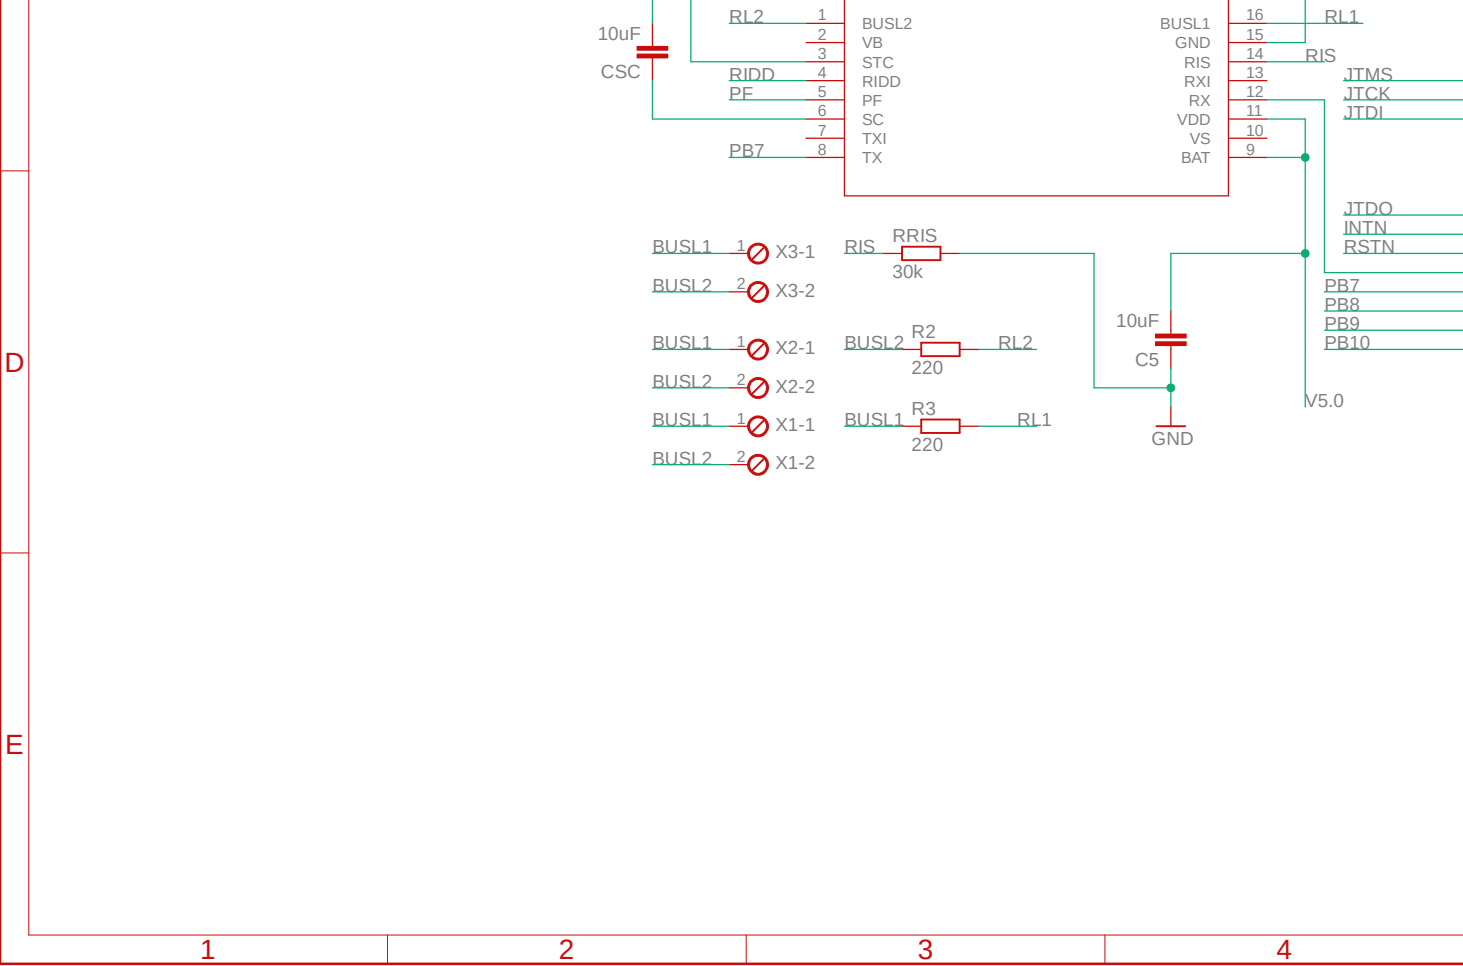 RL2 1 BUSL2 BUSL1 16 RL1
10uF 2 VB GND 15
3 STC RIS 14 RIS
CSC RIDD 4 RIDD RXI 13 JTMS
PF 5 PF RX 12 JTCK
6 SC VDD 11 JTDI
7 TXI VS 10
PB7 8 TX BAT 9
JTDO
INTN
RRIS
BUSL1 1 X3-1 RIS RSTN
30k
BUSL2 2 X3-2 PB7
PB8
10uF PB9
R2
BUSL1 1 X2-1 BUSL2 RL2 PB10
C5
220
BUSL2 2 X2-2
D
V5.0
R3
BUSL1 1 X1-1 BUSL1 RL1
GND
220
BUSL2 2 X1-2
E
1 2 3 4